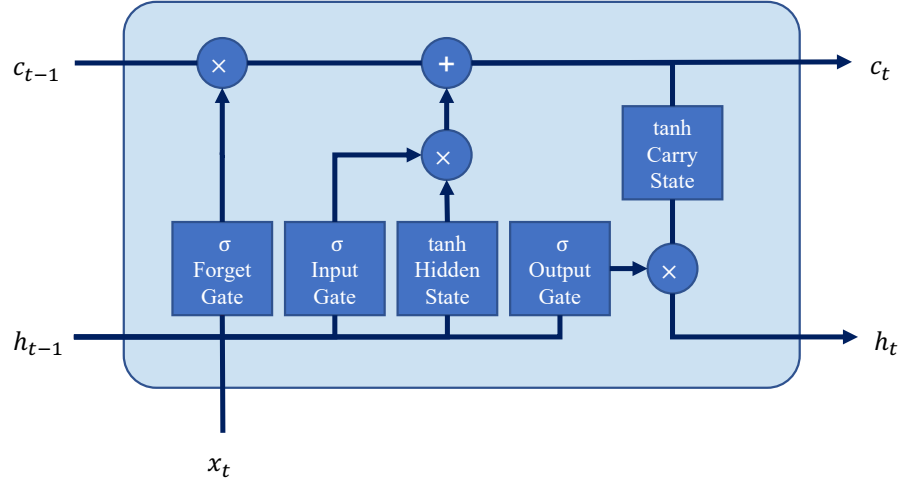 c_{t−1}
×
+
c_t
tanh
Carry
State
×
σ
Forget
Gate
σ
Input
Gate
tanh
Hidden
State
σ
Output
Gate
×
h_{t−1}
h_t
x_t